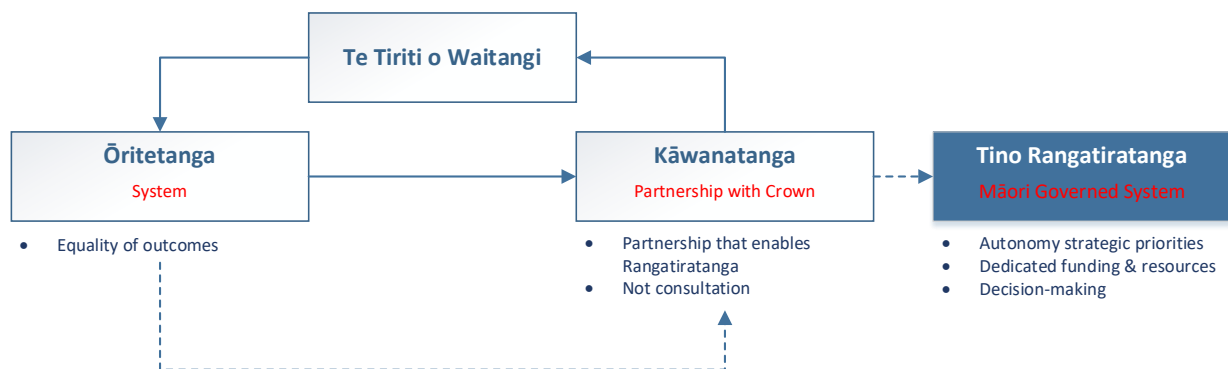 Te Tiriti o Waitangi
Ōritetanga
System
• Equality of outcomes
Kāwanatanga
Partnership with Crown
• Partnership that enables
Rangatiratanga
• Not consultation
Tino Rangatiratanga
Māori Governed System
• Autonomy strategic priorities
• Dedicated funding & resources
• Decision-making